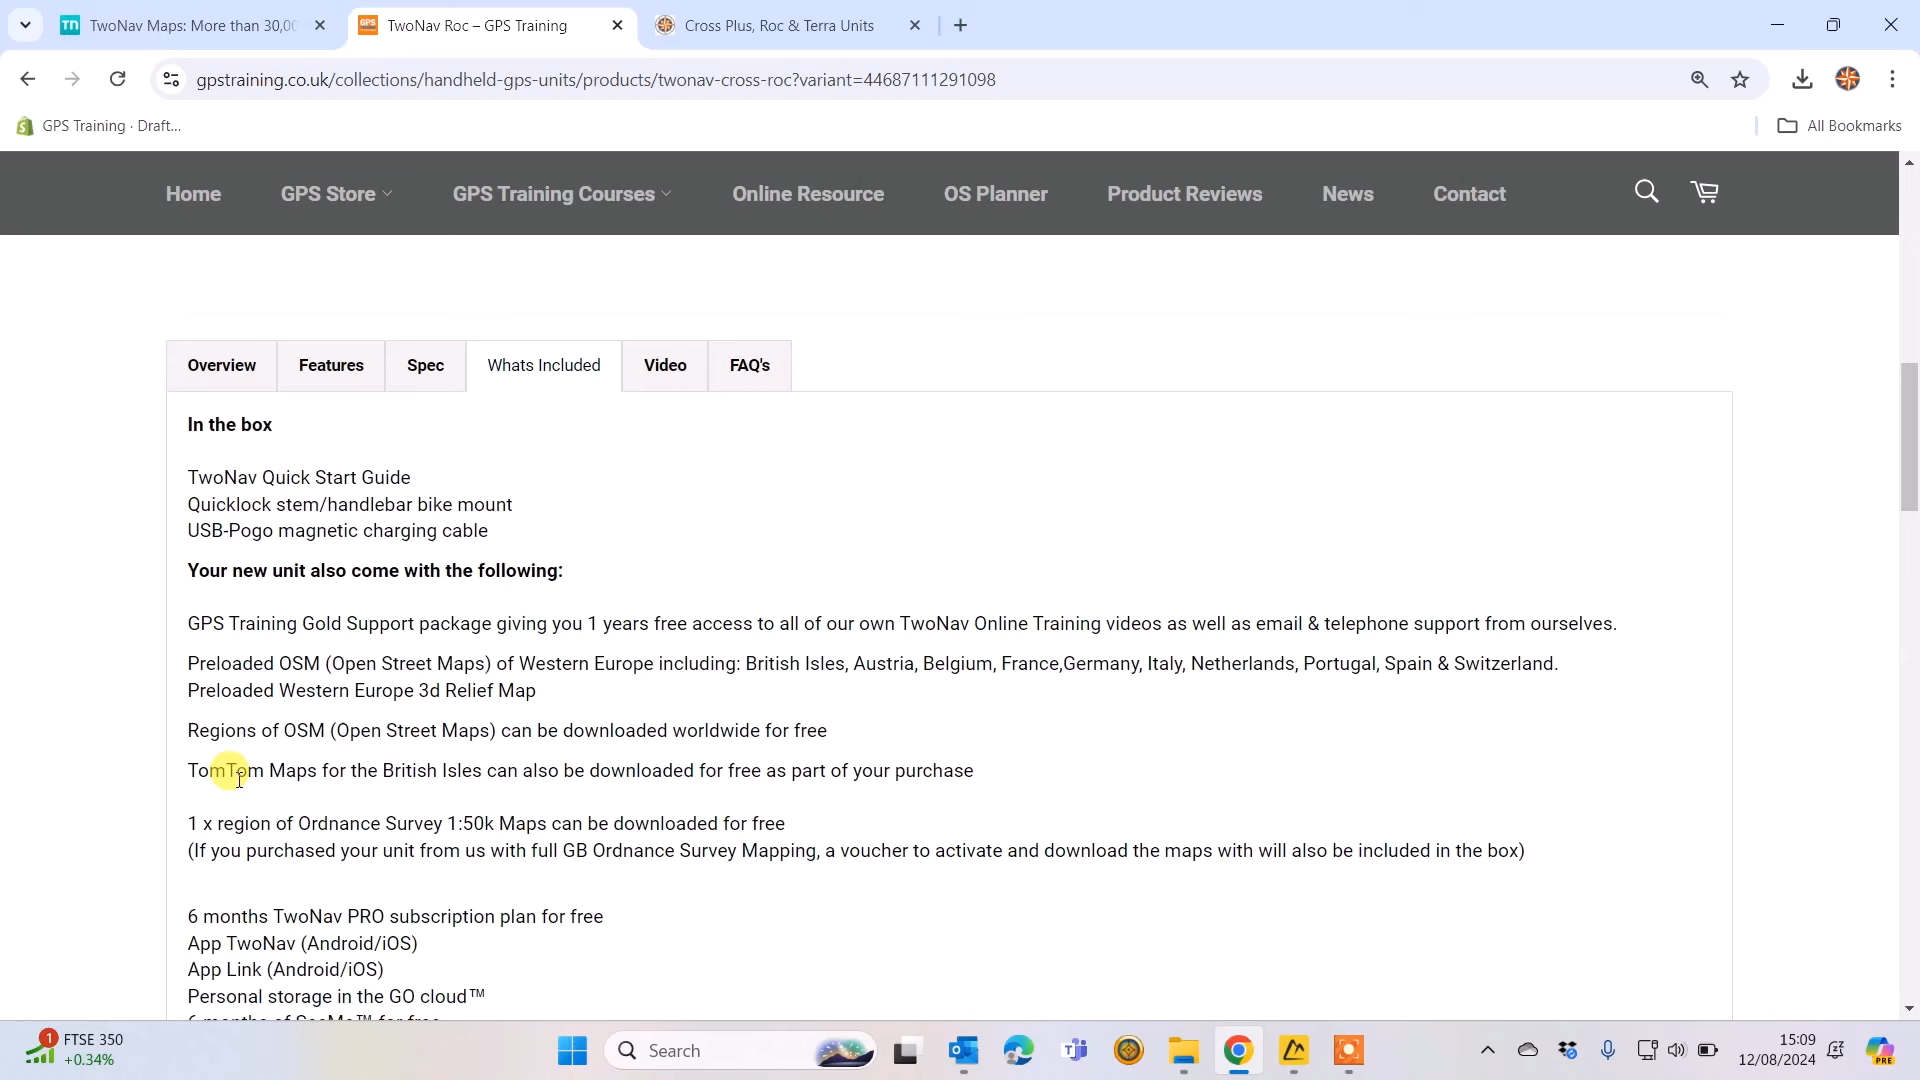 TwoNav Maps: More than 30,00
TwoNav Roc – GPS Training
Cross Plus, Roc & Terra Units
gpstraining.co.uk/collections/handheld-gps-units/products/twonav-cross-roc?variant=44687111291098
GPS Training · Draft...
All Bookmarks
Home
GPS Store
GPS Training Courses
Online Resource
OS Planner
Product Reviews
News
Contact
Overview
Features
Spec
Whats Included
Video
FAQ's
In the box
TwoNav Quick Start Guide
Quicklock stem/handlebar bike mount
USB-Pogo magnetic charging cable
Your new unit also come with the following:
GPS Training Gold Support package giving you 1 years free access to all of our own TwoNav Online Training videos as well as email & telephone support from ourselves.
Preloaded OSM (Open Street Maps) of Western Europe including: British Isles, Austria, Belgium, France,Germany, Italy, Netherlands, Portugal, Spain & Switzerland.
Preloaded Western Europe 3d Relief Map
Regions of OSM (Open Street Maps) can be downloaded worldwide for free
TomTom Maps for the British Isles can also be downloaded for free as part of your purchase
1 x region of Ordnance Survey 1:50k Maps can be downloaded for free
(If you purchased your unit from us with full GB Ordnance Survey Mapping, a voucher to activate and download the maps with will also be included in the box)
6 months TwoNav PRO subscription plan for free
App TwoNav (Android/iOS)
App Link (Android/iOS)
Personal storage in the GO cloud™
6 months of SeeMe™ for free
1
FTSE 350
+0.34%
Search
15:09
12/08/2024
PRE